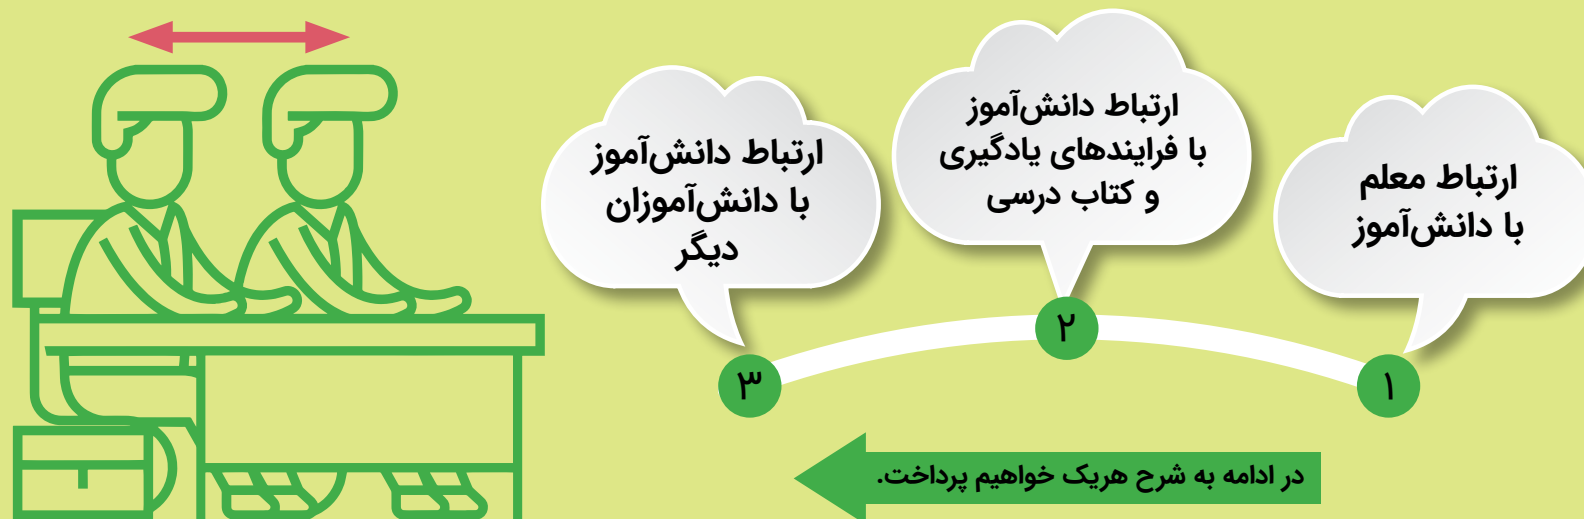 ارتباط معلم
با دانش‌آموز
۱
ارتباط دانش‌آموز
با فرایندهای یادگیری
و کتاب درسی
۲
ارتباط دانش‌آموز
با دانش‌آموزان
دیگر
۳
در ادامه به شرح هریک خواهیم پرداخت.